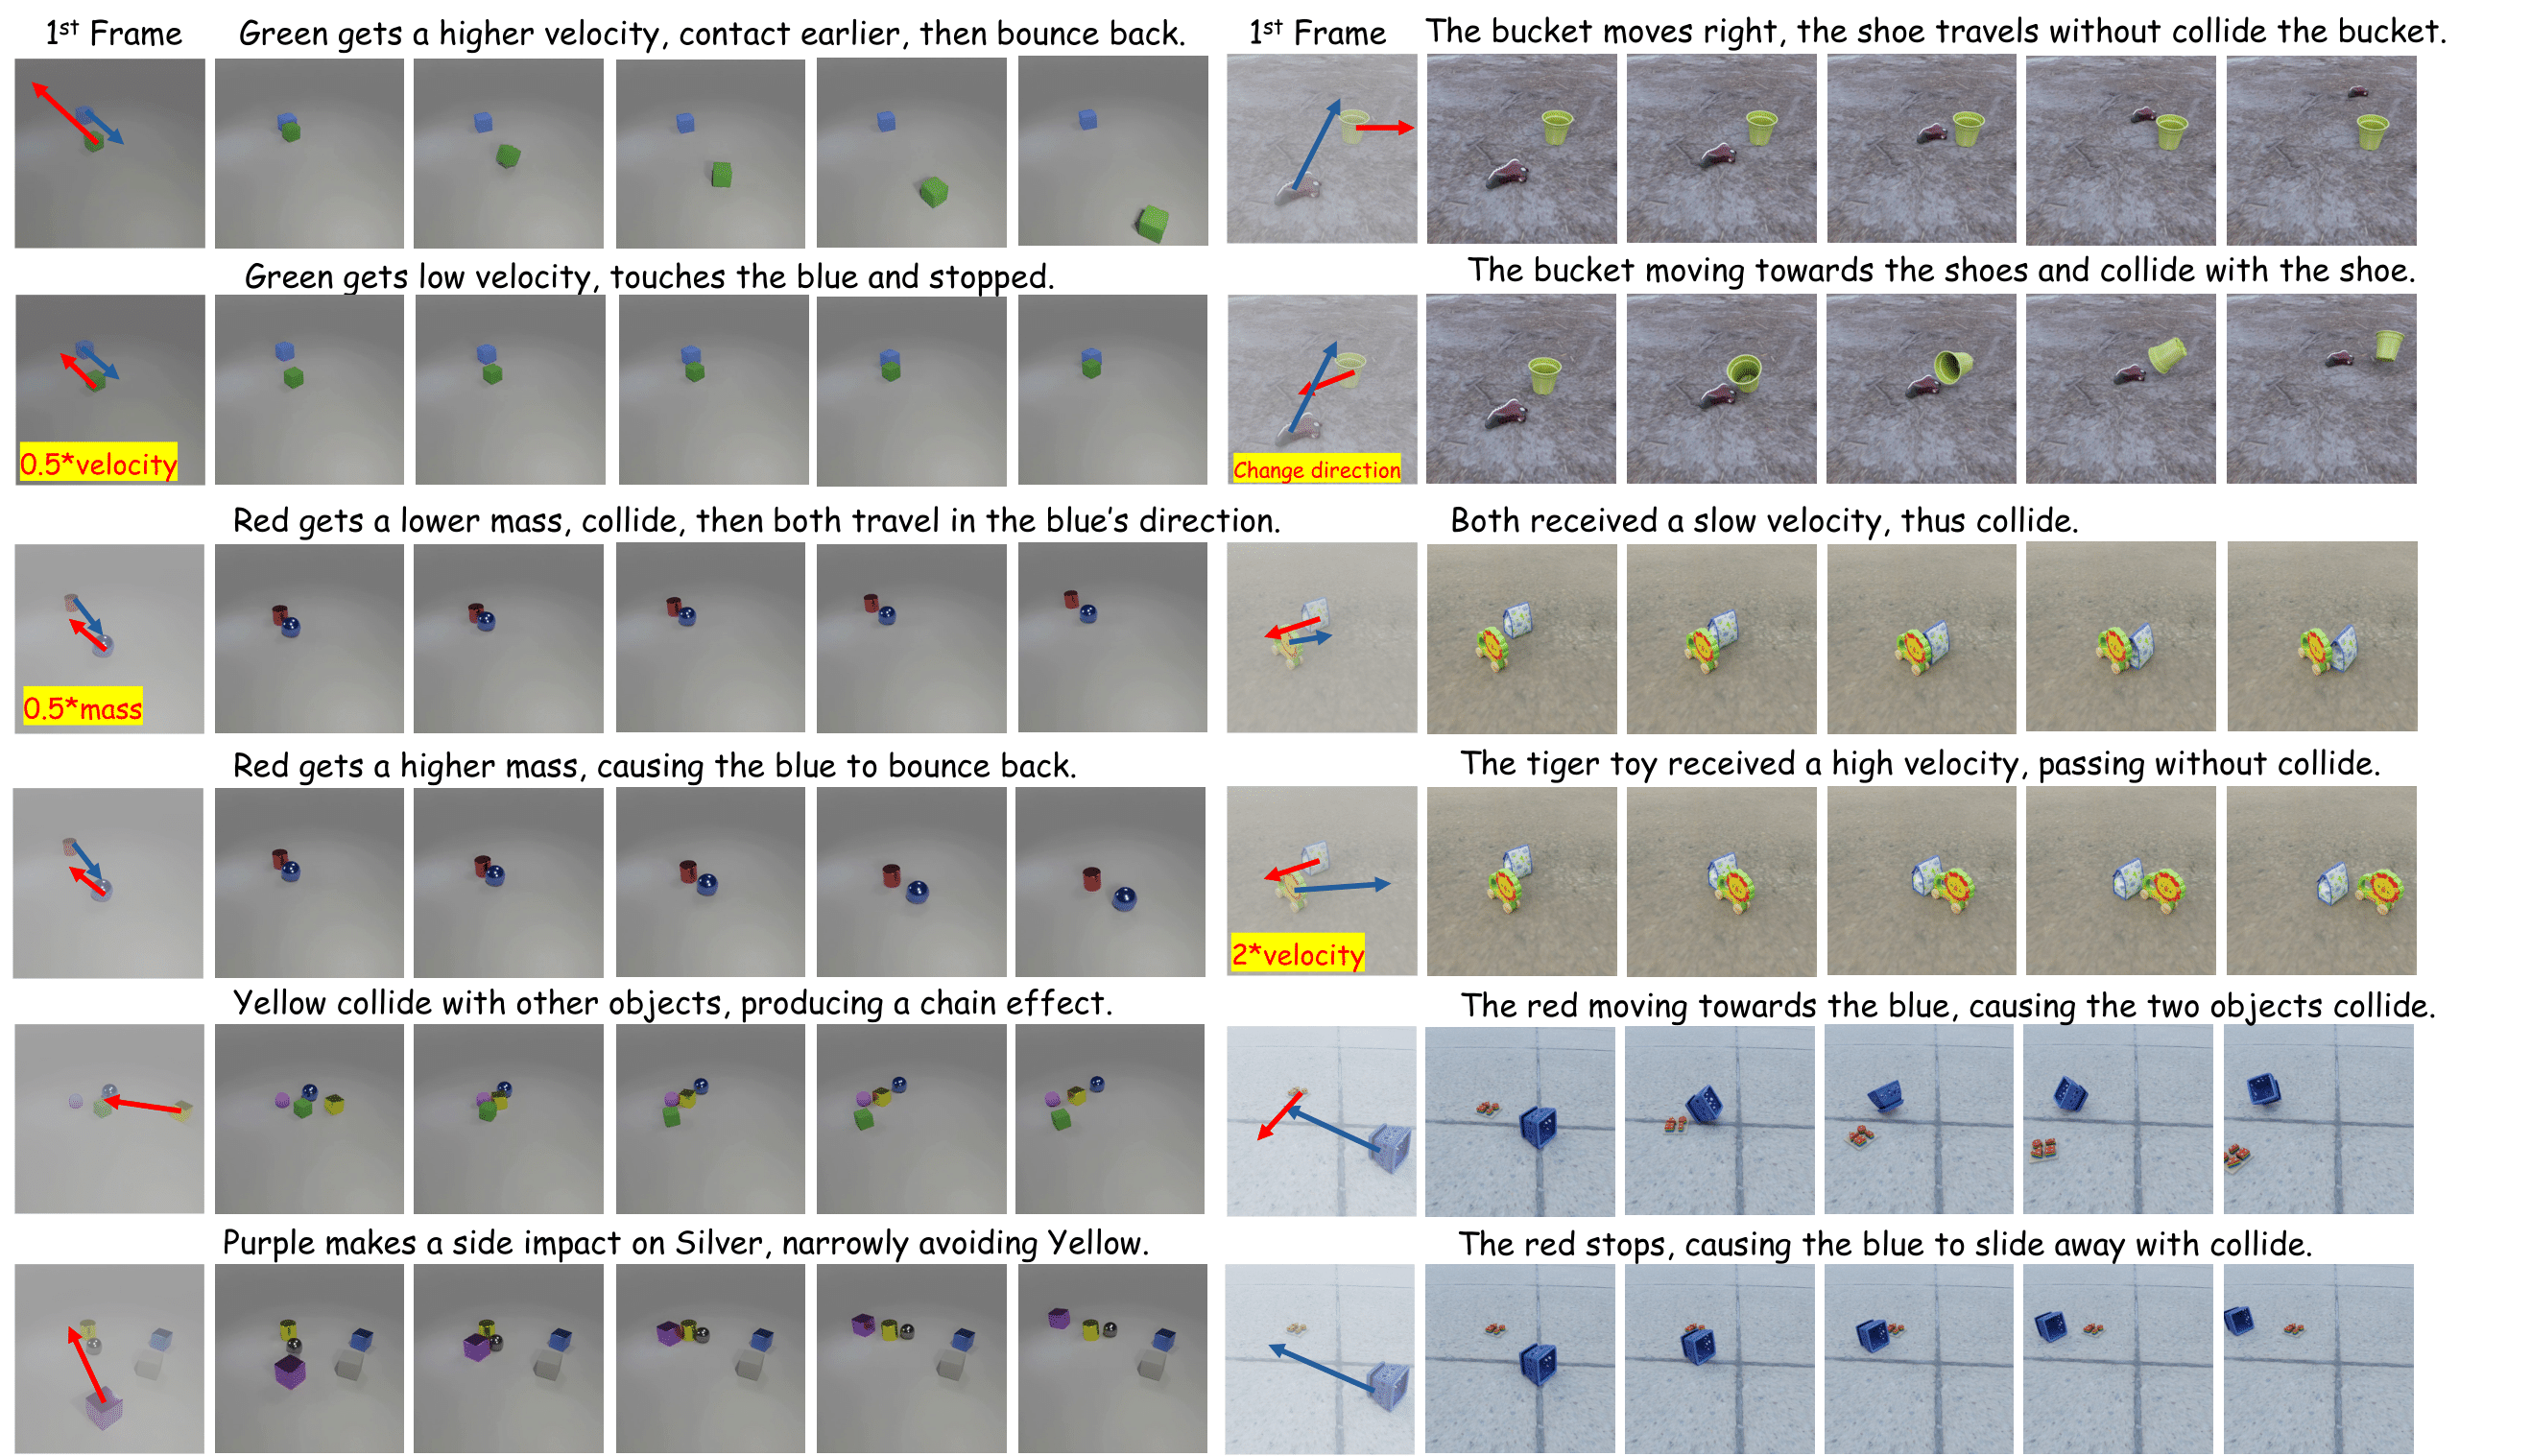 1st Frame
Green gets a higher velocity, contact earlier, then bounce back.
1st Frame
The bucket moves right, the shoe travels without collide the bucket.
Green gets low velocity, touches the blue and stopped.
0.5*velocity
The bucket moving towards the shoes and collide with the shoe.
Change direction
Red gets a lower mass, collide, then both travel in the blue's direction.
0.5*mass
Both received a slow velocity, thus collide.
Red gets a higher mass, causing the blue to bounce back.
The tiger toy received a high velocity, passing without collide.
2*velocity
Yellow collide with other objects, producing a chain effect.
The red moving towards the blue, causing the two objects collide.
Purple makes a side impact on Silver, narrowly avoiding Yellow.
The red stops, causing the blue to slide away with collide.